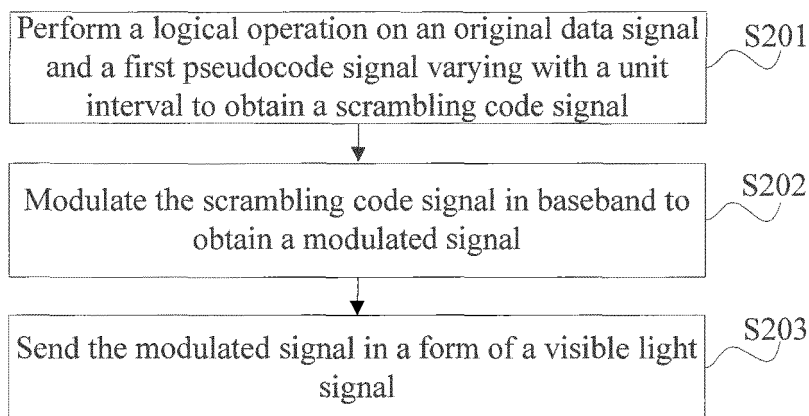 Perform a logical operation on an original data signal
and a first pseudocode signal varying with a unit
interval to obtain a scrambling code signal
S201
Modulate the scrambling code signal in baseband to
obtain a modulated signal
S202
Send the modulated signal in a form of a visible light
signal
S203